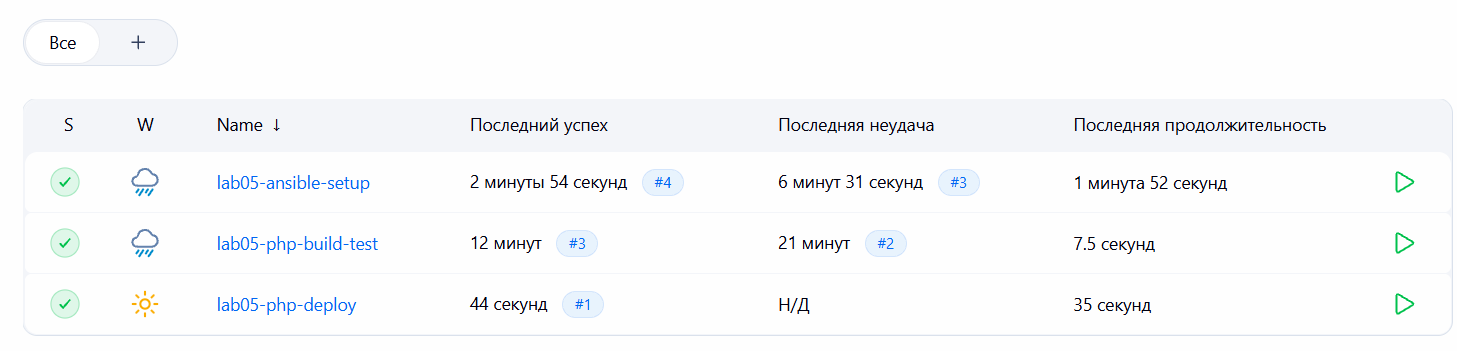 Все +
S W Name ↓ Последний успех Последняя неудача Последняя продолжительность
lab05-ansible-setup 2 минуты 54 секунд #4 6 минут 31 секунд #3 1 минута 52 секунд
lab05-php-build-test 12 минут #3 21 минут #2 7.5 секунд
lab05-php-deploy 44 секунд #1 Н/Д 35 секунд